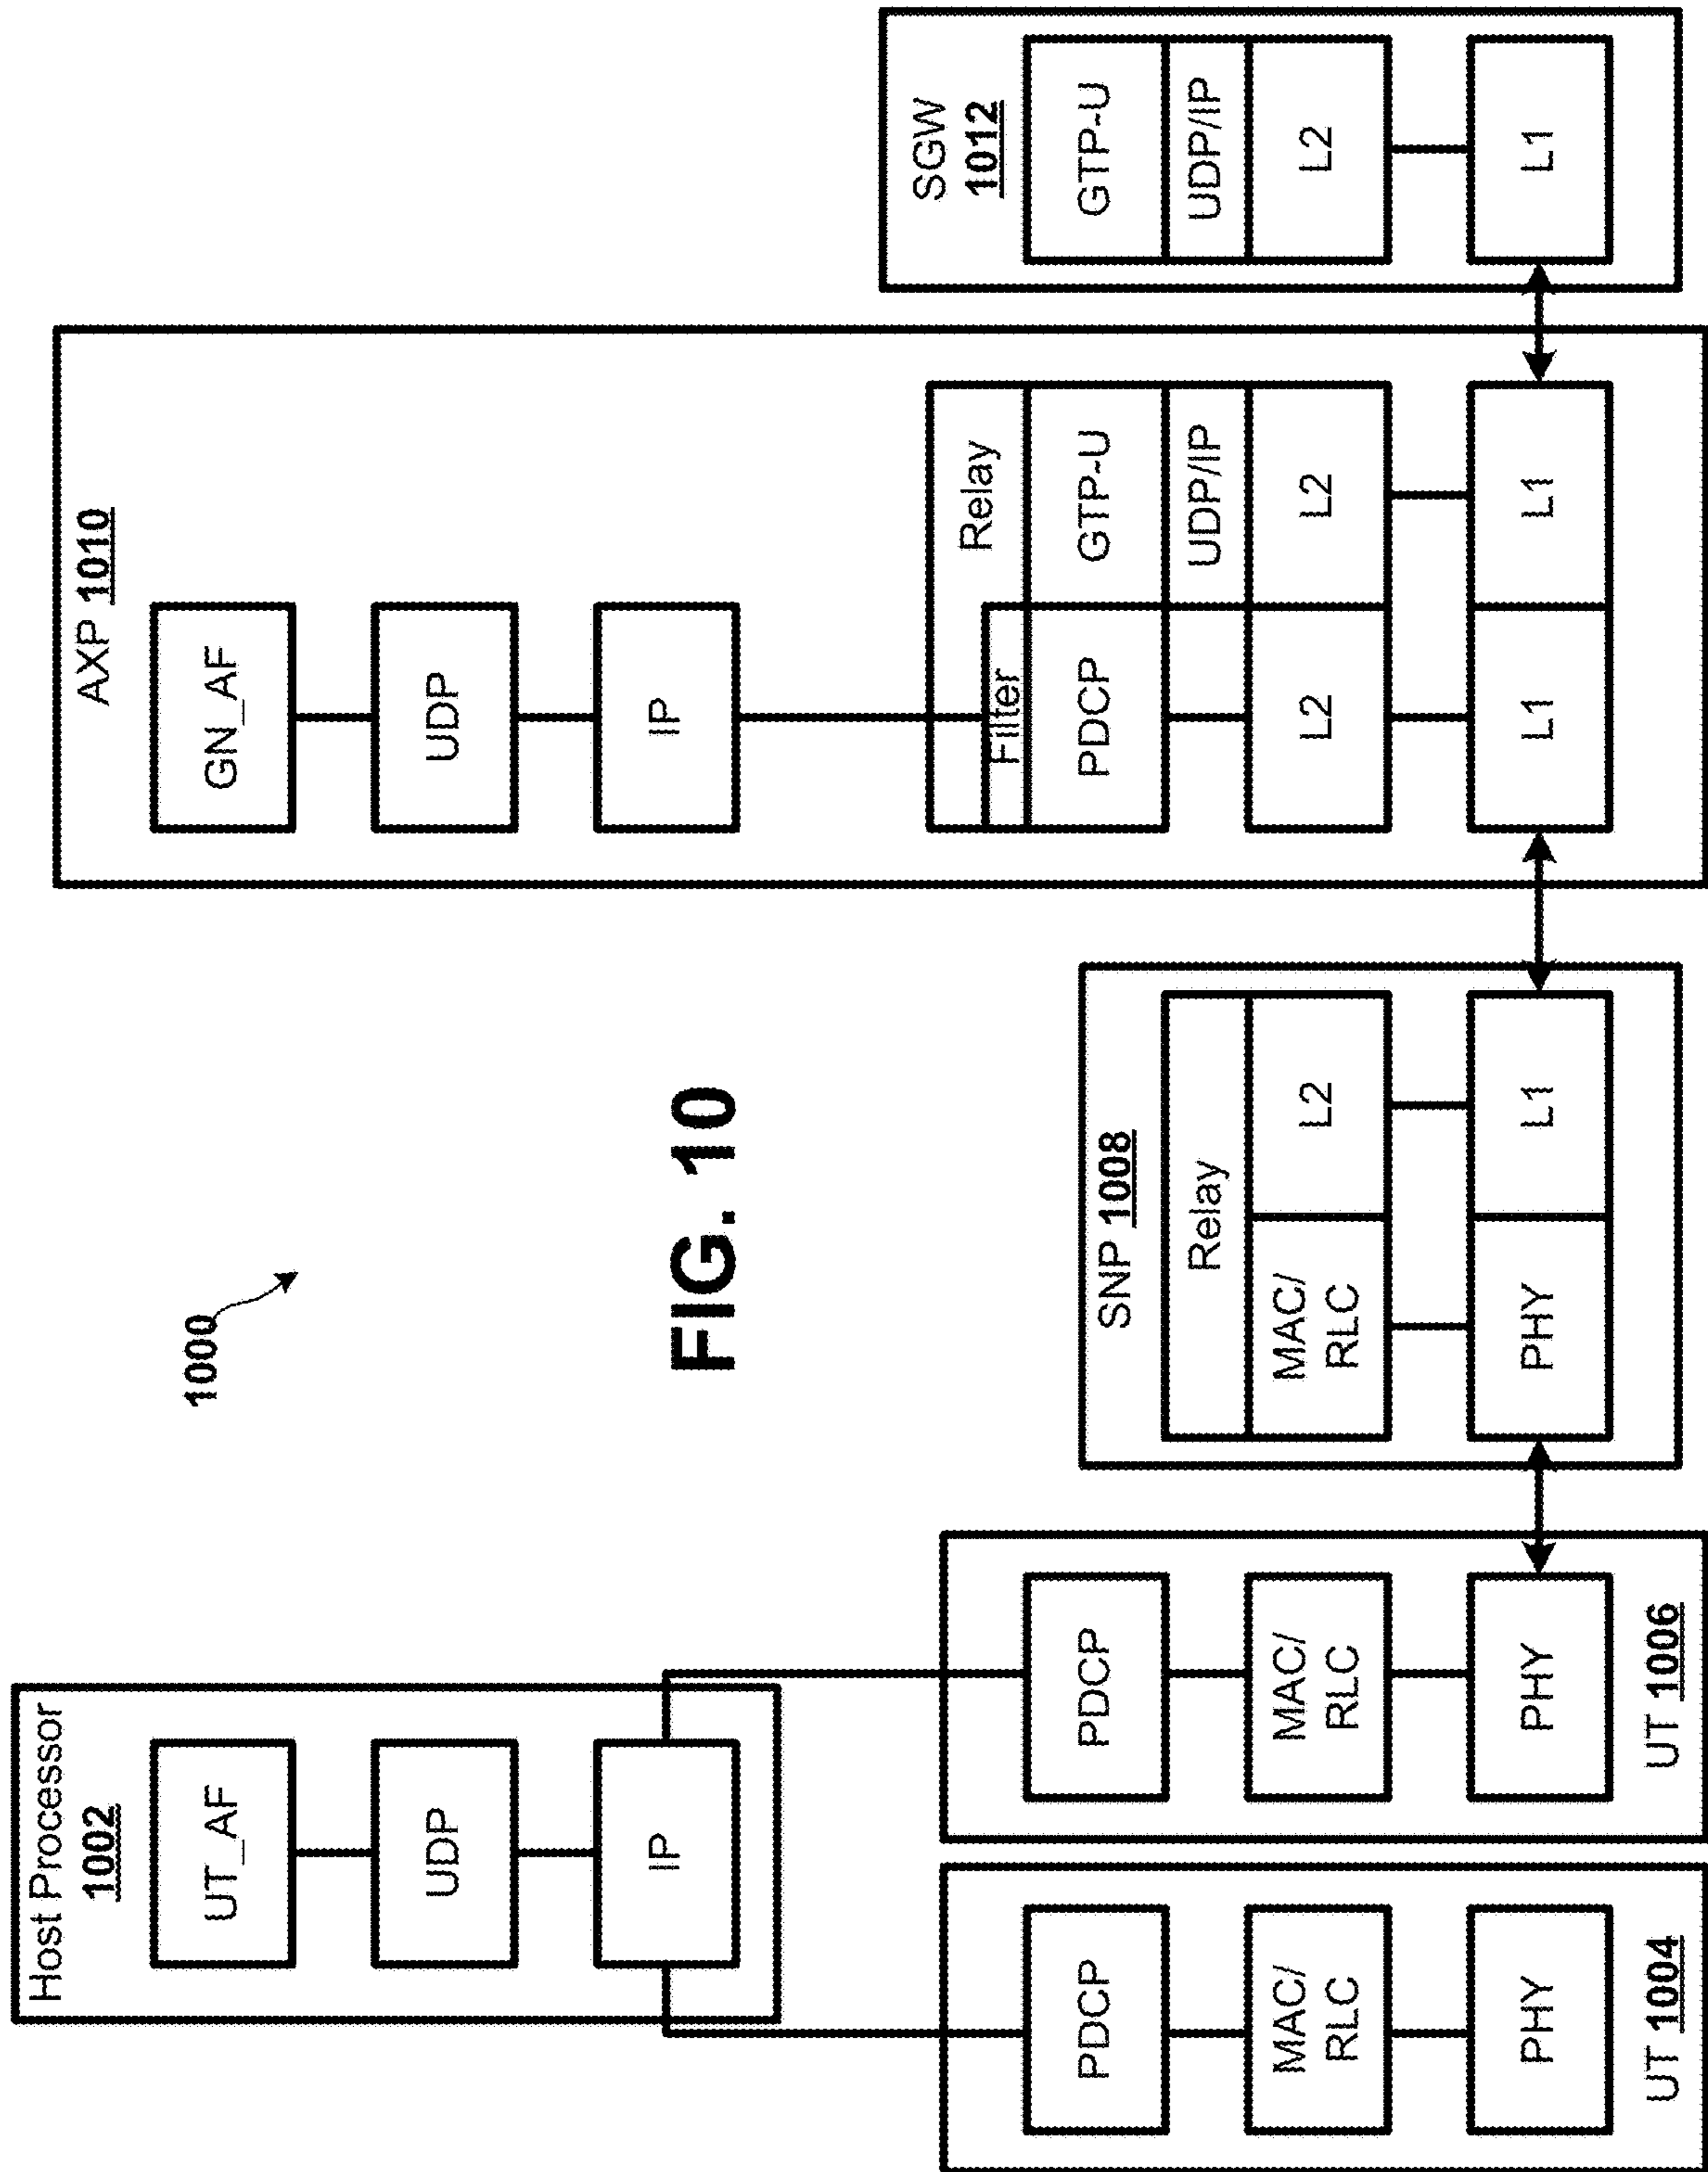 1000
Host Processor
1002
UT_AF
UDP
IP
PDCP
MAC/
RLC
PHY
UT 1004
PDCP
MAC/
RLC
PHY
UT 1006
SNP 1008
Relay
MAC/
RLC
L2
PHY
L1
AXP 1010
GN_AF
UDP
IP
Relay
Filter
PDCP
GTP-U
UDP/IP
L2
L2
L1
L1
SGW
1012
GTP-U
UDP/IP
L2
L1
FIG. 10